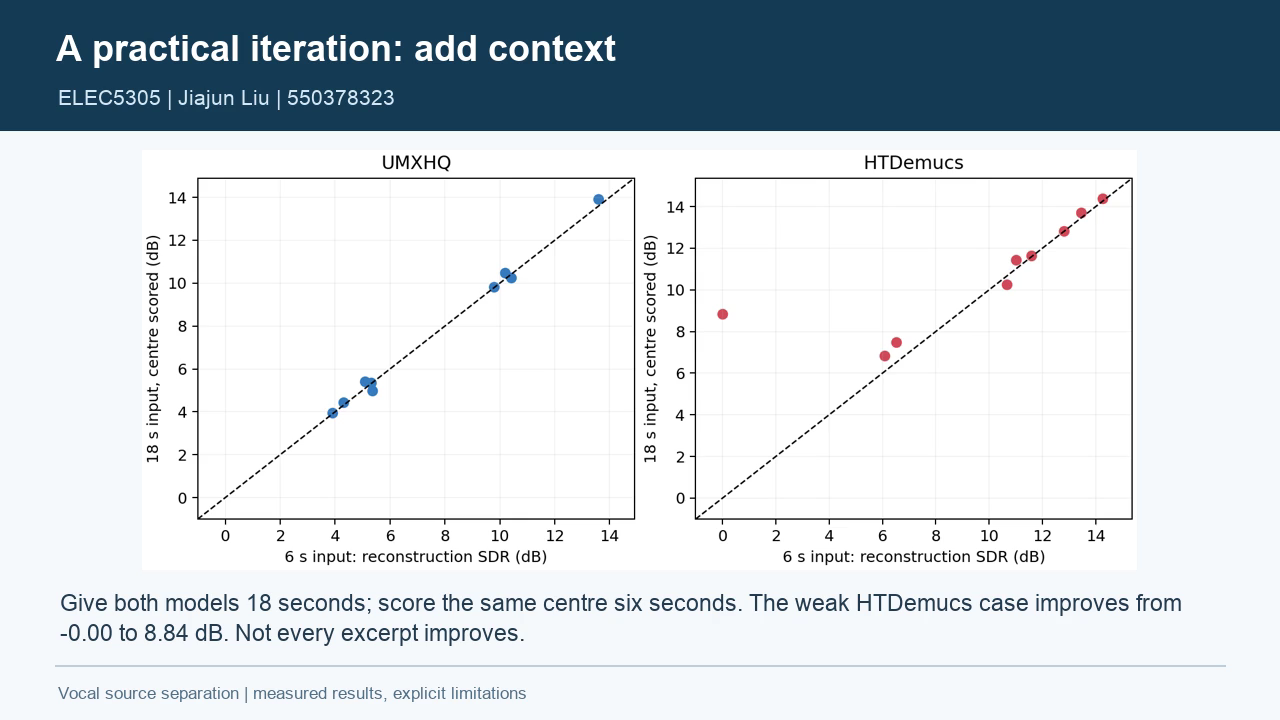 A practical iteration: add context
ELEC5305 | Jiajun Liu | 550378323
UMXHQ
18 s input, centre scored (dB)
14
12
10
8
6
4
2
0
0 2 4 6 8 10 12 14
6 s input: reconstruction SDR (dB)
HTDemucs
18 s input, centre scored (dB)
14
12
10
8
6
4
2
0
0 2 4 6 8 10 12 14
6 s input: reconstruction SDR (dB)
Give both models 18 seconds; score the same centre six seconds. The weak HTDemucs case improves from
-0.00 to 8.84 dB. Not every excerpt improves.
Vocal source separation | measured results, explicit limitations